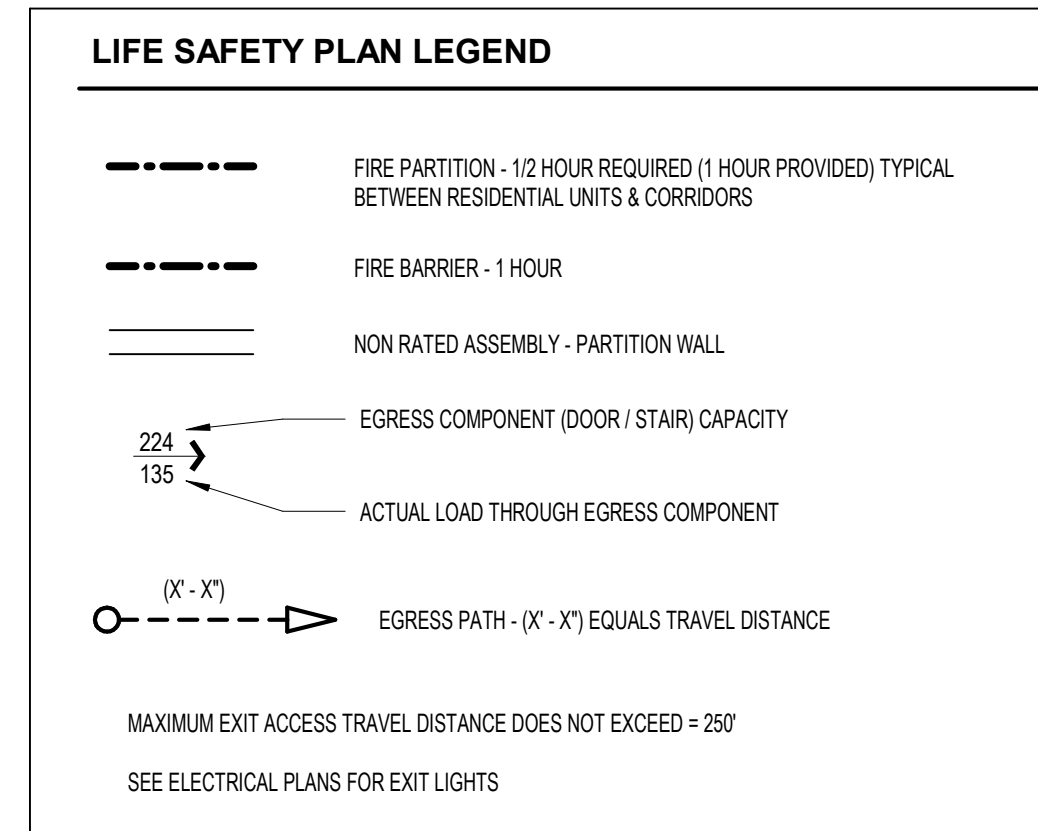 LIFE SAFETY PLAN LEGEND
FIRE PARTITION - 1/2 HOUR REQUIRED (1 HOUR PROVIDED) TYPICAL
BETWEEN RESIDENTIAL UNITS & CORRIDORS
FIRE BARRIER - 1 HOUR
NON RATED ASSEMBLY - PARTITION WALL
EGRESS COMPONENT (DOOR / STAIR) CAPACITY
224
135
ACTUAL LOAD THROUGH EGRESS COMPONENT
(X' - X")
EGRESS PATH - (X' - X") EQUALS TRAVEL DISTANCE
MAXIMUM EXIT ACCESS TRAVEL DISTANCE DOES NOT EXCEED = 250'
SEE ELECTRICAL PLANS FOR EXIT LIGHTS